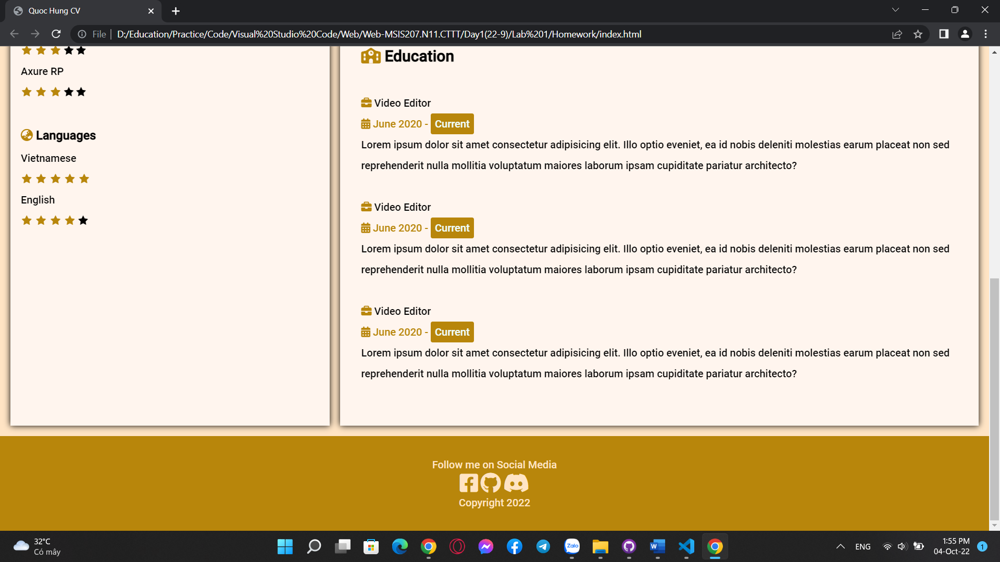 Quoc Hung CV
File
D:/Education/Practice/Code/Visual%20Studio%20Code/Web/Web-MSIS207.N11.CTTT/Day1(22-9)/Lab%201/Homework/index.html
Axure RP
Languages
Vietnamese
English
Education
Video Editor
June 2020 - Current
Lorem ipsum dolor sit amet consectetur adipisicing elit. Illo optio eveniet, ea id nobis deleniti molestias earum placeat non sed
reprehenderit nulla mollitia voluptatum maiores laborum ipsam cupiditate pariatur architecto?
Video Editor
June 2020 - Current
Lorem ipsum dolor sit amet consectetur adipisicing elit. Illo optio eveniet, ea id nobis deleniti molestias earum placeat non sed
reprehenderit nulla mollitia voluptatum maiores laborum ipsam cupiditate pariatur architecto?
Video Editor
June 2020 - Current
Lorem ipsum dolor sit amet consectetur adipisicing elit. Illo optio eveniet, ea id nobis deleniti molestias earum placeat non sed
reprehenderit nulla mollitia voluptatum maiores laborum ipsam cupiditate pariatur architecto?
Follow me on Social Media
Copyright 2022
32°C
Có mây
Zalo
W
ENG
1:55 PM
04-Oct-22
1